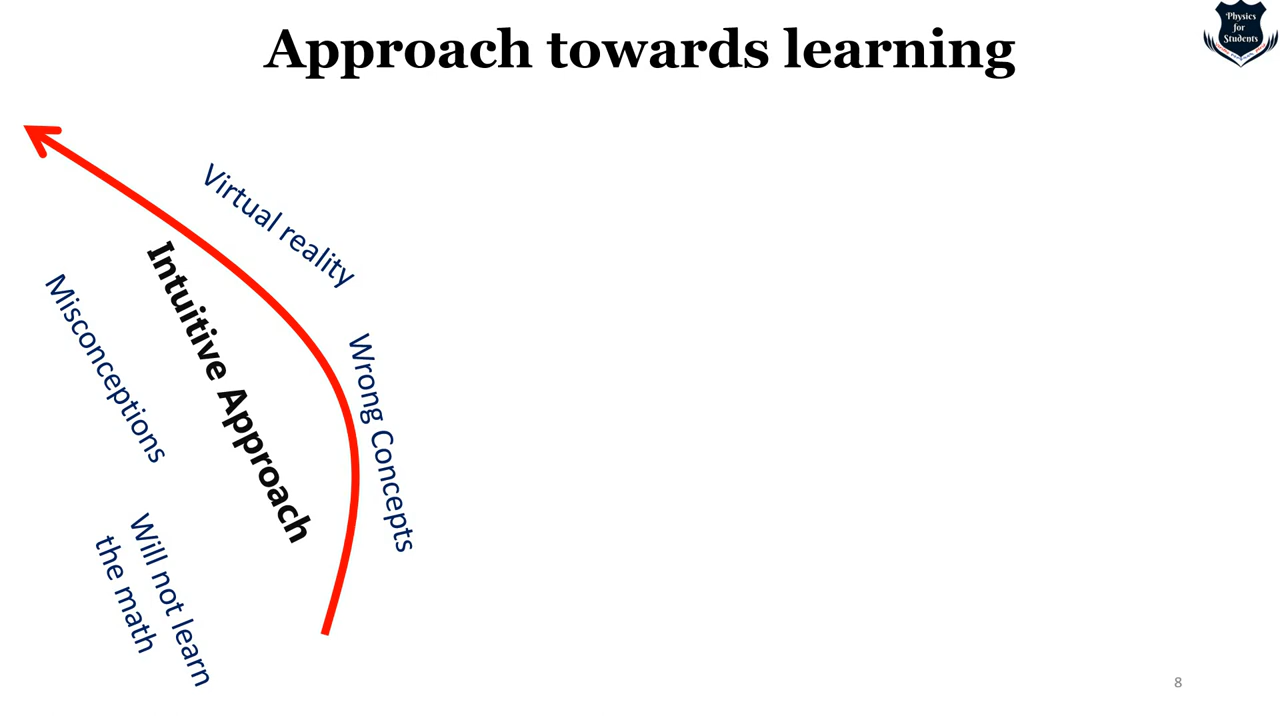 Approach towards learning
Physics
for
Students
Virtual reality
Intuitive Approach
Misconceptions
Wrong Concepts
Will not learn
the math
8